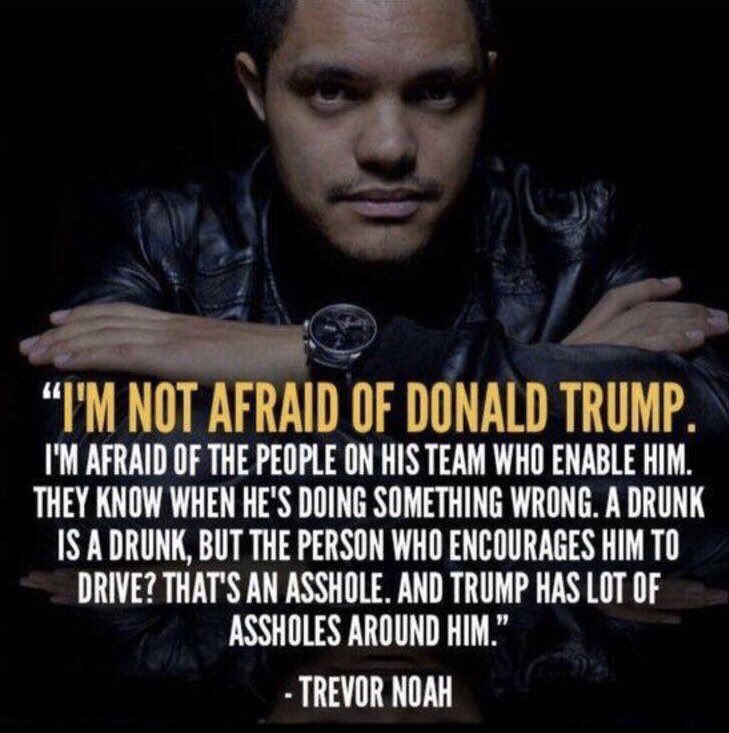 “I'M NOT AFRAID OF DONALD TRUMP.
I'M AFRAID OF THE PEOPLE ON HIS TEAM WHO ENABLE HIM.
THEY KNOW WHEN HE'S DOING SOMETHING WRONG. A DRUNK
IS A DRUNK, BUT THE PERSON WHO ENCOURAGES HIM TO
DRIVE? THAT'S AN ASSHOLE. AND TRUMP HAS LOT OF
ASSHOLES AROUND HIM.”
- TREVOR NOAH